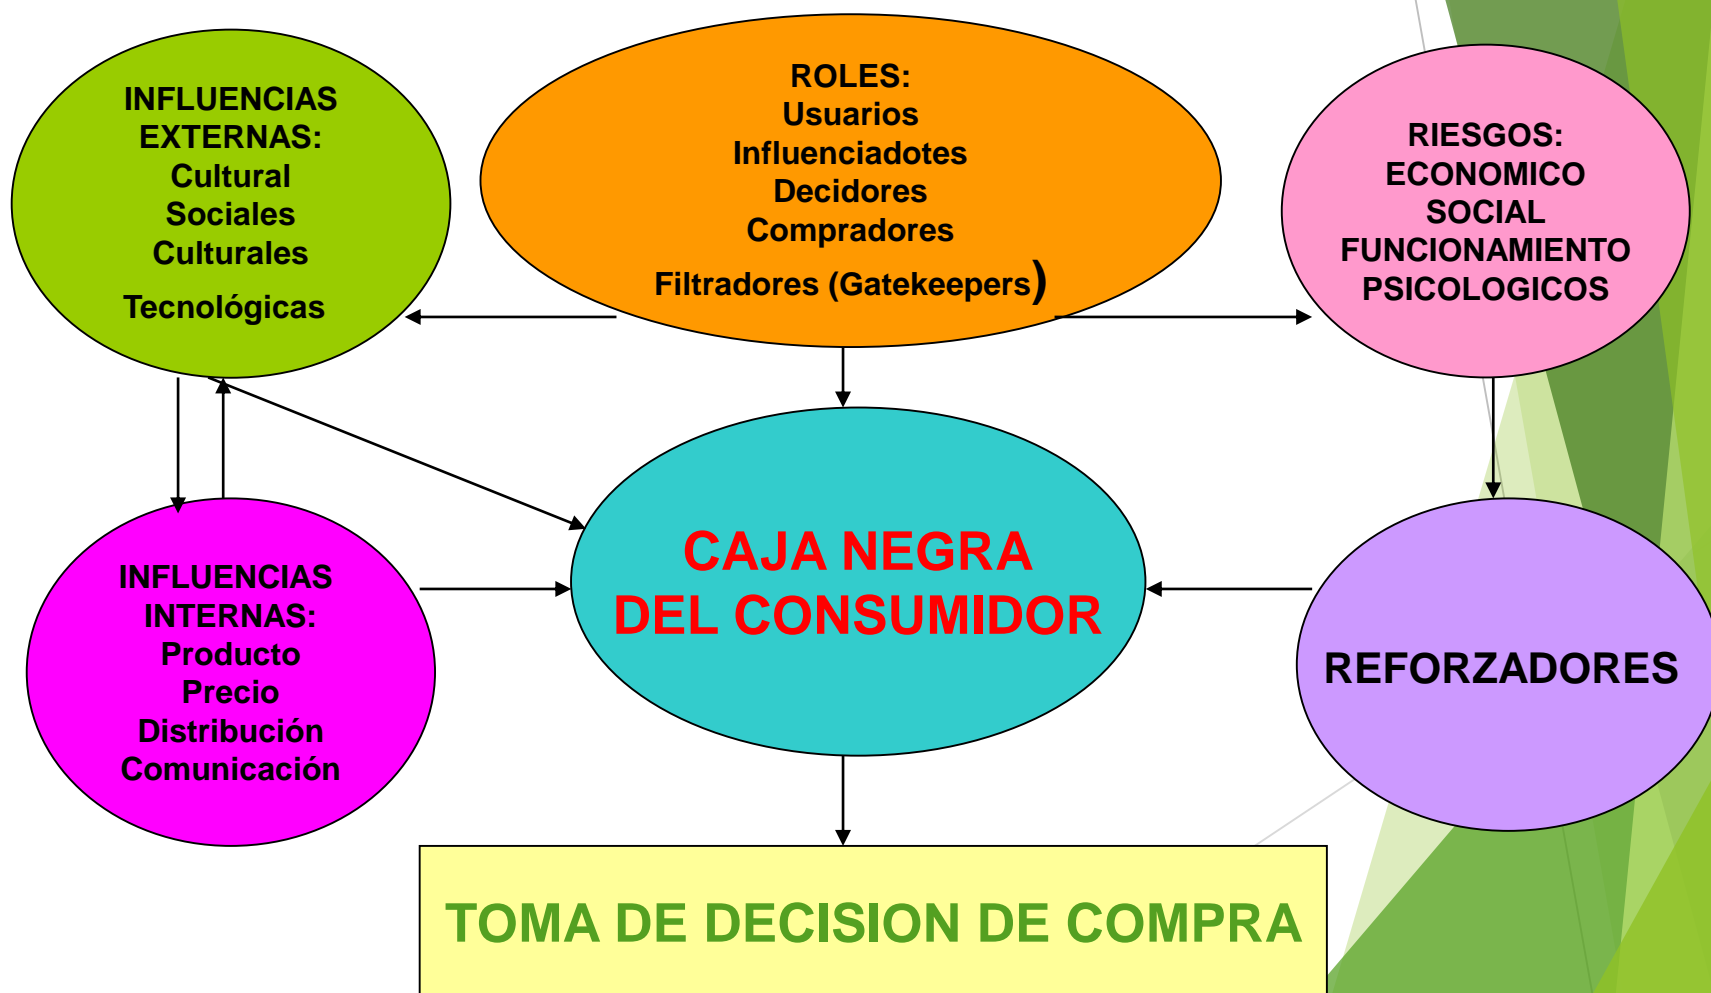 INFLUENCIAS
EXTERNAS:
Cultural
Sociales
Culturales
Tecnológicas
ROLES:
Usuarios
Influenciadotes
Decidores
Compradores
Filtradores (Gatekeepers)
RIESGOS:
ECONOMICO
SOCIAL
FUNCIONAMIENTO
PSICOLOGICOS
INFLUENCIAS
INTERNAS:
Producto
Precio
Distribución
Comunicación
CAJA NEGRA
DEL CONSUMIDOR
REFORZADORES
TOMA DE DECISION DE COMPRA